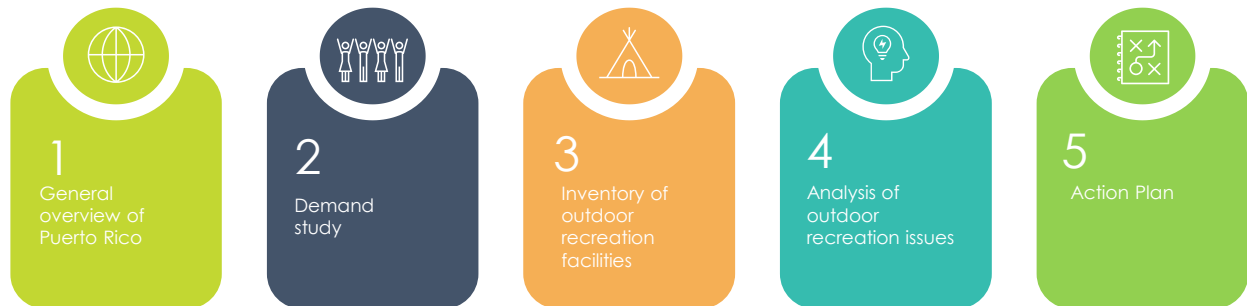 1
General
overview of
Puerto Rico
2
Demand
study
3
Inventory of
outdoor
recreation
facilities
4
Analysis of
outdoor
recreation issues
5
Action Plan